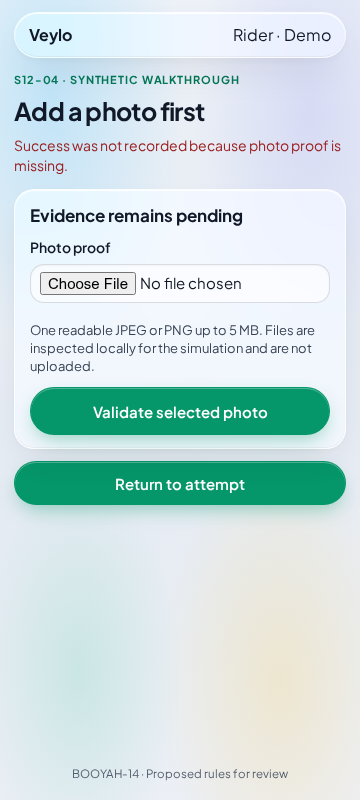 Veylo
Rider · Demo
S12-04 · SYNTHETIC WALKTHROUGH
Add a photo first
Success was not recorded because photo proof is
missing.
Evidence remains pending
Photo proof
Choose File No file chosen
One readable JPEG or PNG up to 5 MB. Files are
inspected locally for the simulation and are not
uploaded.
Validate selected photo
Return to attempt
BOOYAH-14 · Proposed rules for review